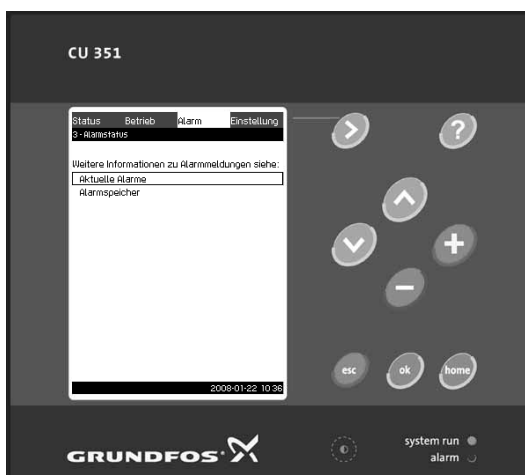 CU 351
Status Betrieb Alarm Einstellung
3 - Alarmstatus
Weitere Informationen zu Alarmmeldungen siehe:
Aktuelle Alarme
Alarmspeicher
2008-01-22 10:36
> ?
+
−
esc ok home
GRUNDFOS
system run
alarm